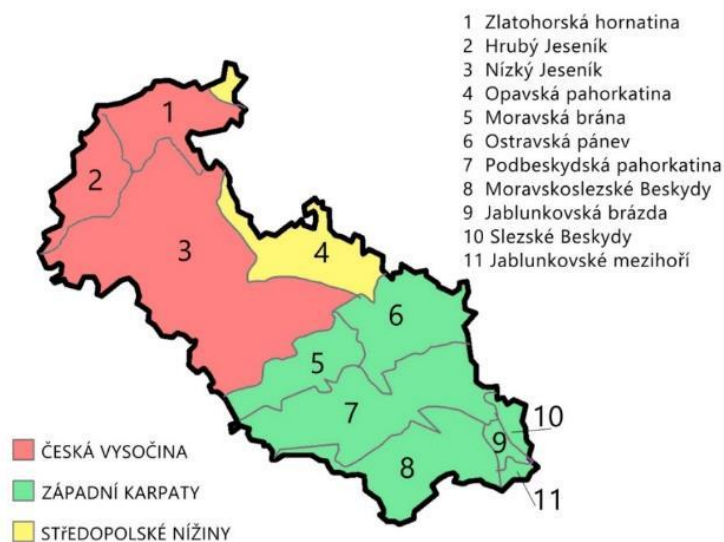 1 Zlatohorská hornatina
2 Hrubý Jeseník
3 Nízký Jeseník
4 Opavská pahorkatina
5 Moravská brána
6 Ostravská pánev
7 Podbeskydská pahorkatina
8 Moravskoslezské Beskydy
9 Jablunkovská brázda
10 Slezské Beskydy
11 Jablunkovské mezihoří
1
2
3
4
6
5
7
10
9
8
11
ČESKÁ VYSOČINA
ZÁPADNÍ KARPATY
STŘEDOPOLSKÉ NÍŽINY